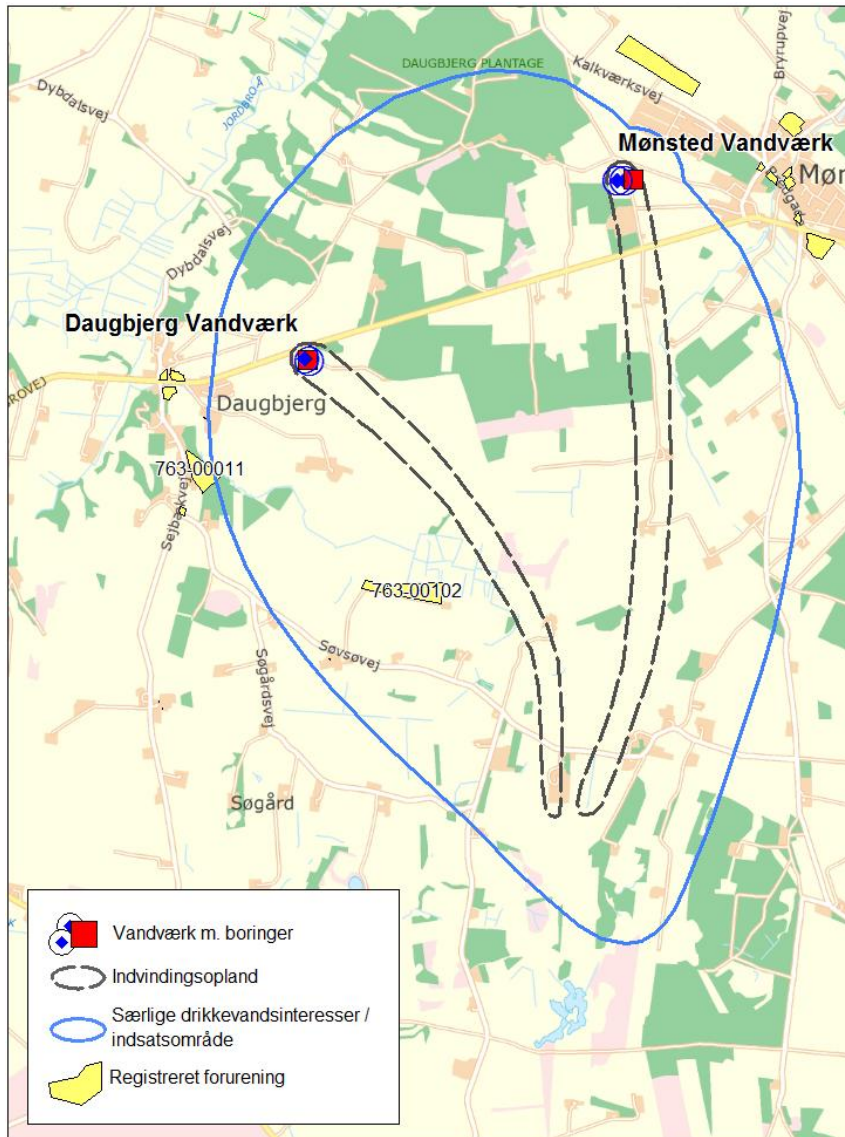 DAUGBJERG PLANTAGE
Kalkværksvej
Bryrupvej
Dybdalsvej
JORDBRO Å
Mønsted Vandværk
Møn
Dybdalsvej
Daugbjerg Vandværk
ROVEJ
Daugbjerg
763-00011
Sejbækvej
763-00102
Søvsøvej
Søgårdsvej
Søgård
Vandværk m. boringer
Indvindingsopland
Særlige drikkevandsinteresser /
indsatsområde
Registreret forurening